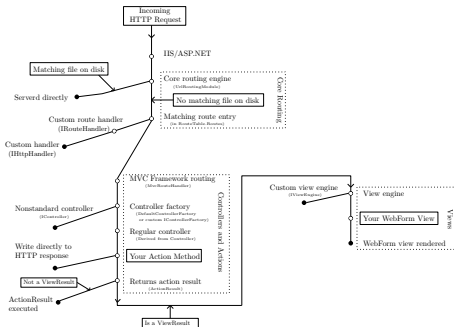 Incoming
HTTP Request
IIS/ASP.NET
Matching file on disk
Core routing engine
(UrlRoutingModule)
Serverd directly
No matching file on disk
Core Routing
Custom route handler
(IRouteHandler)
Matching route entry
(in RouteTable.Routes)
Custom handler
(IHttpHandler)
MVC Framework routing
(MvcRouteHandler)
Nonstandard controller
(IController)
Controller factory
(DefaultControllerFactory
or custom IControllerFactory)
Regular controller
(Derived from Controller)
Controllers and Actions
Write directly to
HTTP response
Your Action Method
Not a ViewResult
Returns action result
(ActionResult)
ActionResult
executed
Is a ViewResult
Custom view engine
(IViewEngine)
View engine
Your WebForm View
WebForm view rendered
Views